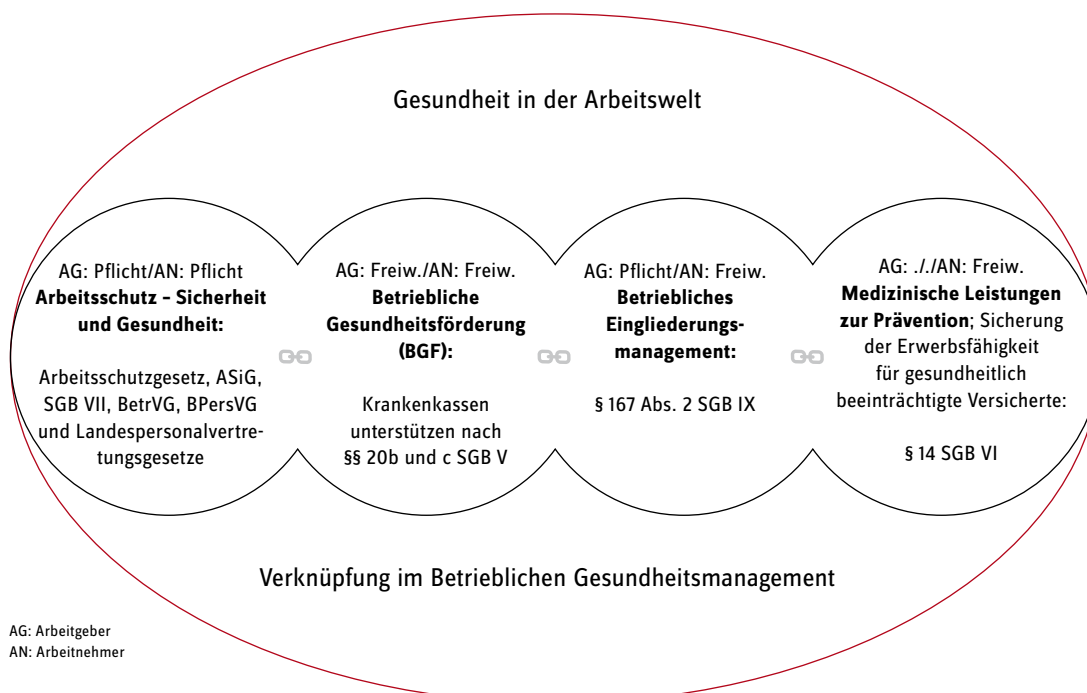 Gesundheit in der Arbeitswelt
AG: Pflicht/AN: Pflicht
Arbeitsschutz – Sicherheit
und Gesundheit:
Arbeitsschutzgesetz, ASiG,
SGB VII, BetrVG, BPersVG
und Landespersonalvertre-
tungsgesetze
AG: Freiw./AN: Freiw.
Betriebliche
Gesundheitsförderung
(BGF):
Krankenkassen
unterstützen nach
§§ 20b und c SGB V
AG: Pflicht/AN: Freiw.
Betriebliches
Eingliederungs-
management:
§ 167 Abs. 2 SGB IX
AG: ././AN: Freiw.
Medizinische Leistungen
zur Prävention; Sicherung
der Erwerbsfähigkeit
für gesundheitlich
beeinträchtigte Versicherte:
§ 14 SGB VI
Verknüpfung im Betrieblichen Gesundheitsmanagement
AG: Arbeitgeber
AN: Arbeitnehmer